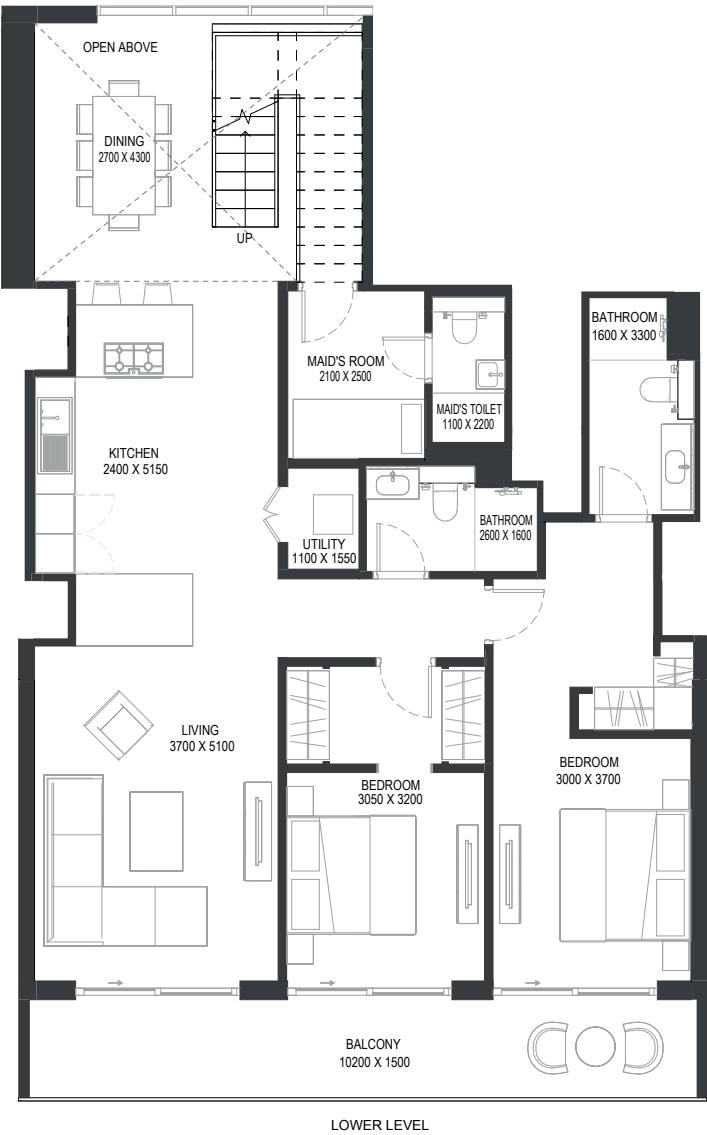 OPEN ABOVE
DINING
2700 X 4300
UP
BATHROOM
1600 X 3300
MAID'S ROOM
2100 X 2500
MAID'S TOILET
1100 X 2200
KITCHEN
2400 X 5150
BATHROOM
2600 X 1600
UTILITY
1100 X 1550
LIVING
3700 X 5100
BEDROOM
3050 X 3200
BEDROOM
3000 X 3700
BALCONY
10200 X 1500
LOWER LEVEL